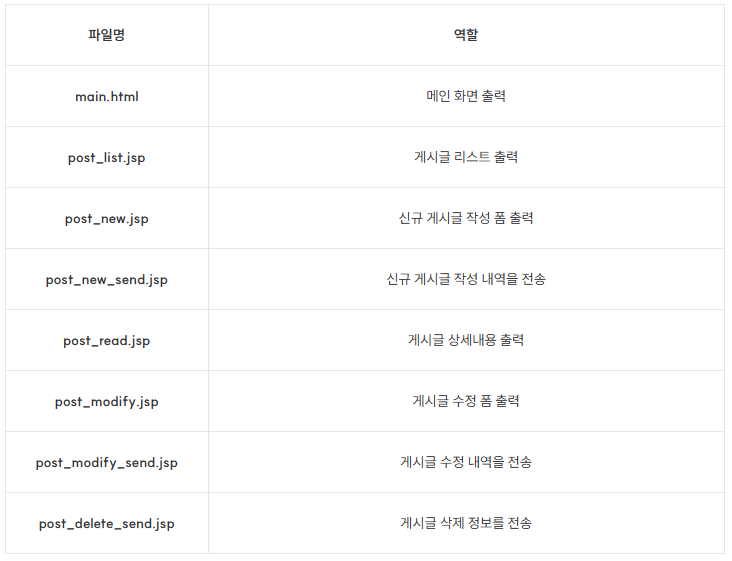 파일명 역할
main.html 메인 화면 출력
post_list.jsp 게시글 리스트 출력
post_new.jsp 신규 게시글 작성 폼 출력
post_new_send.jsp 신규 게시글 작성 내역을 전송
post_read.jsp 게시글 상세내용 출력
post_modify.jsp 게시글 수정 폼 출력
post_modify_send.jsp 게시글 수정 내역을 전송
post_delete_send.jsp 게시글 삭제 정보를 전송